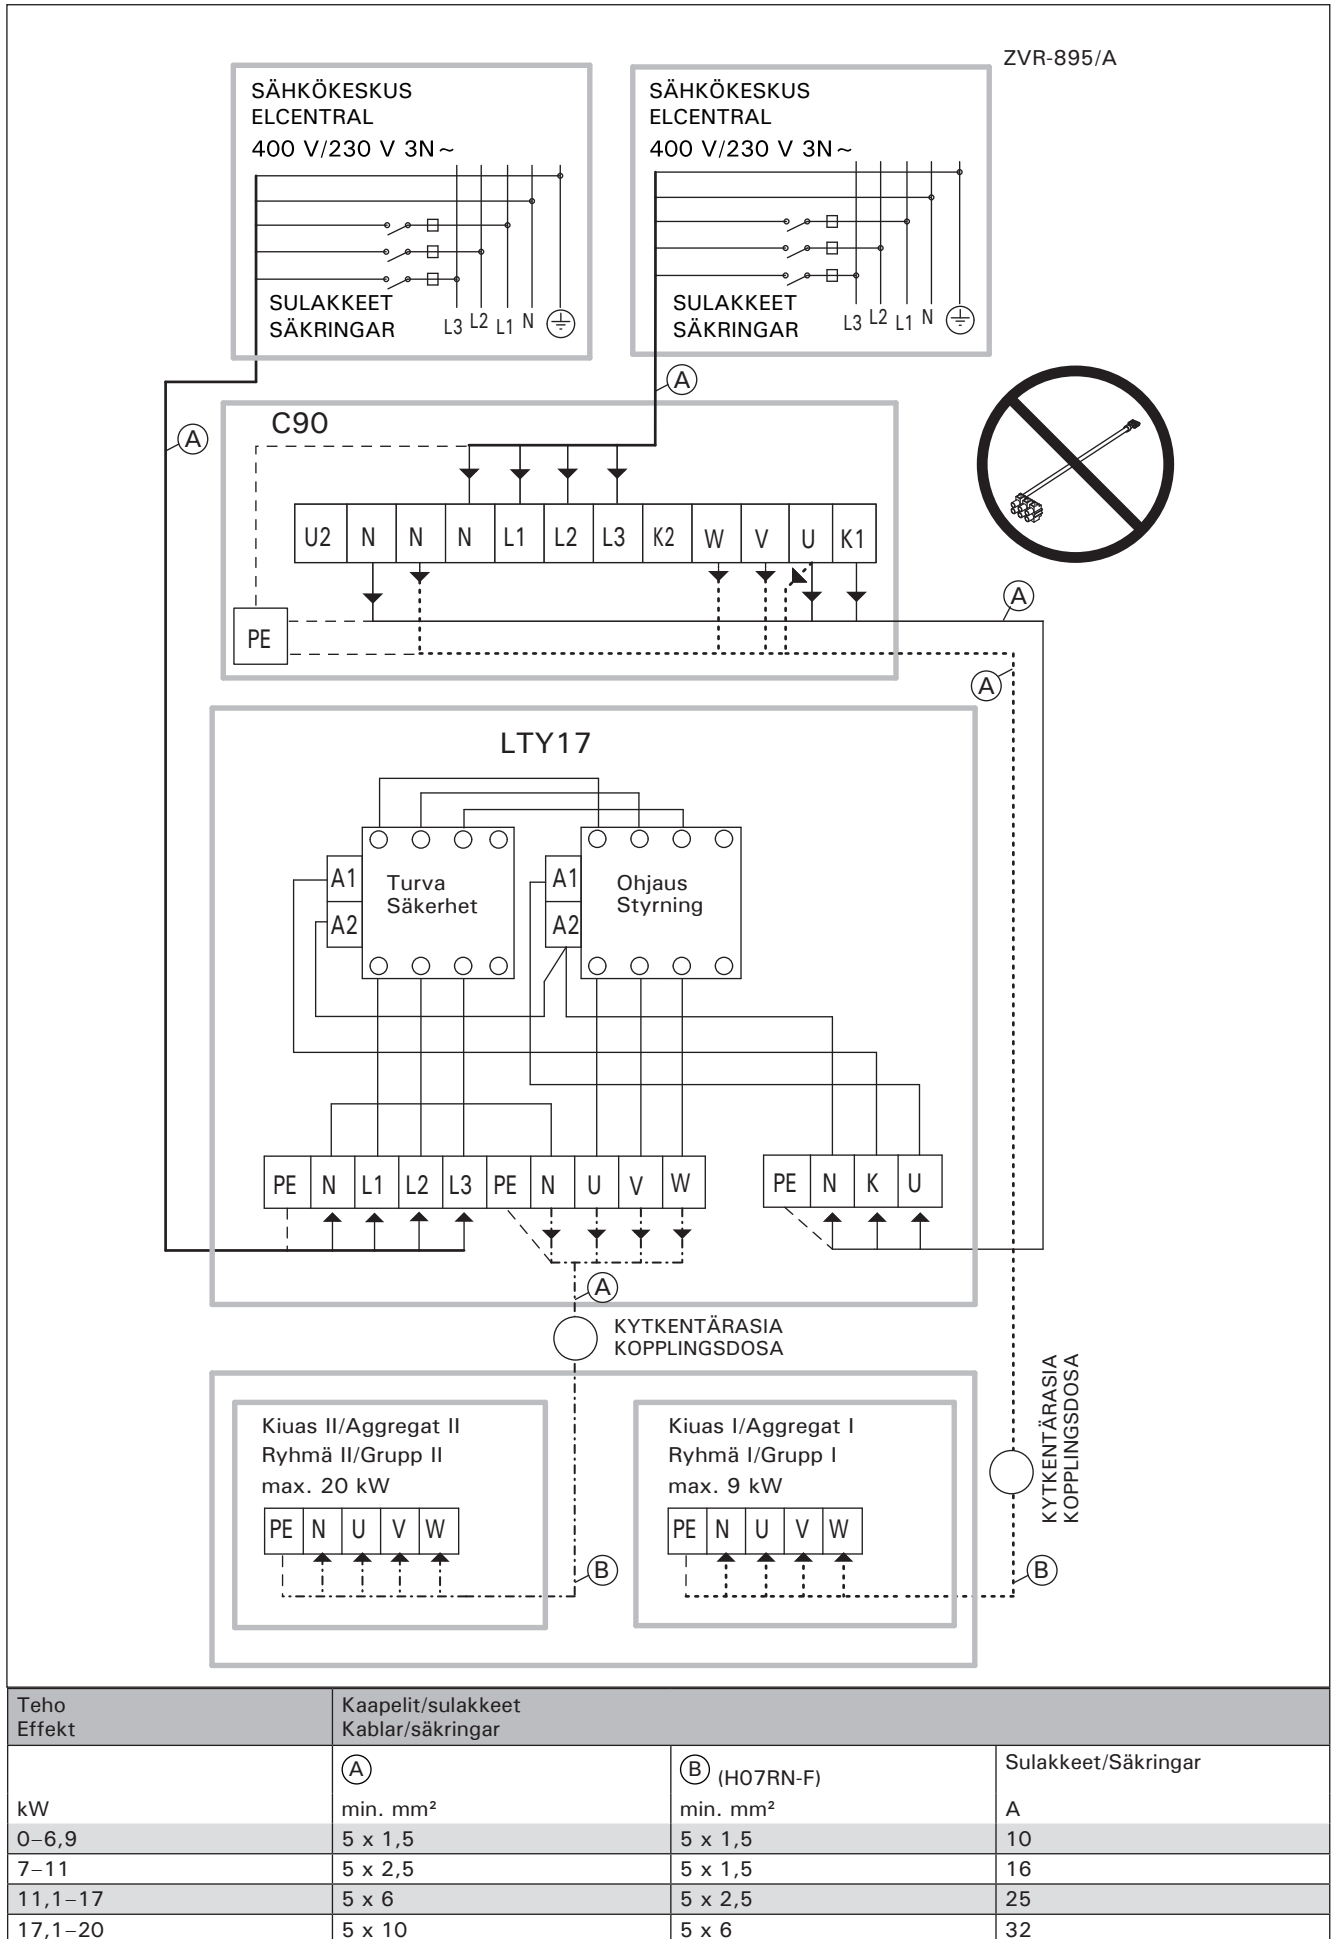 ZVR-895/A
SÄHKÖKESKUS
ELCENTRAL
400 V/230 V 3N~
SULAKKEET
SÄKRINGAR
L3 L2 L1 N
SÄHKÖKESKUS
ELCENTRAL
400 V/230 V 3N~
SULAKKEET
SÄKRINGAR
L3 L2 L1 N
A
A
C90
U2 N N N L1 L2 L3 K2 W V U K1
PE
A
A
LTY17
A1
A2
Turva
Säkerhet
A1
A2
Ohjaus
Styrning
PE N L1 L2 L3 PE N U V W
PE N K U
A
KYTKENTÄRASIA
KOPPLINGSDOSA
KYTKENTÄRASIA
KOPPLINGSDOSA
Kiuas II/Aggregat II
Ryhmä II/Grupp II
max. 20 kW
PE N U V W
B
Kiuas I/Aggregat I
Ryhmä I/Grupp I
max. 9 kW
PE N U V W
B
Teho
Effekt
Kaapelit/sulakkeet
Kablar/säkringar
A
B (H07RN-F)
Sulakkeet/Säkringar
kW min. mm² min. mm² A
0–6,9 5 x 1,5 5 x 1,5 10
7–11 5 x 2,5 5 x 1,5 16
11,1–17 5 x 6 5 x 2,5 25
17,1–20 5 x 10 5 x 6 32